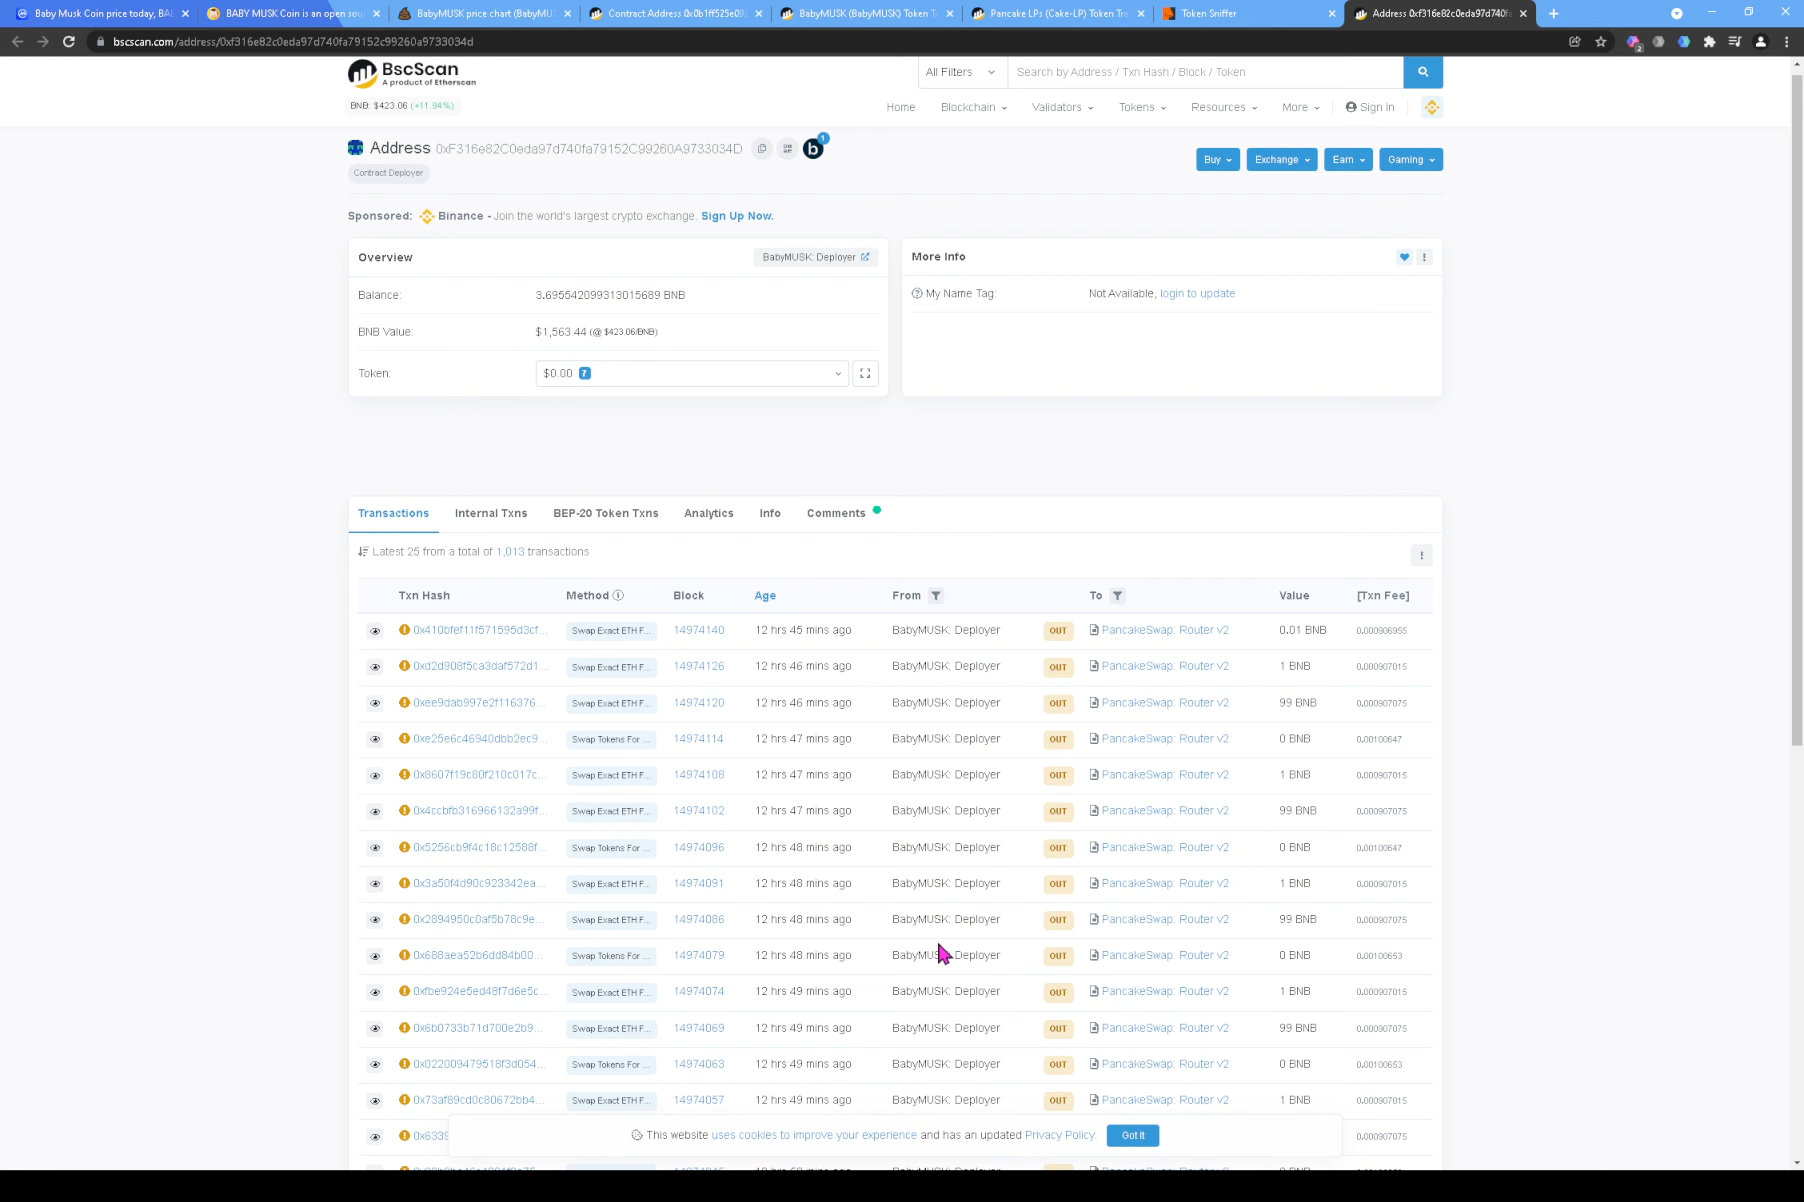 Baby Musk Coin price today, BAB
BABY MUSK Coin is an open sou
BabyMUSK price chart (BabyMU
Contract Address 0x0b1ff525e09
BabyMUSK (BabyMUSK) Token T
Pancake LPs (Cake-LP) Token Tra
Token Sniffer
Address 0xf316e82c0eda97d740f
bscscan.com/address/0xf316e82c0eda97d740fa79152c99260a9733034d
2
BscScan
A product of Etherscan
All Filters
Search by Address / Txn Hash / Block / Token
BNB: $423.06 (+11.94%)
Home Blockchain Validators Tokens Resources More Sign In
Address 0xF316e82C0eda97d740fa79152C99260A9733034D
b 1
Contract Deployer
Buy Exchange Earn Gaming
Sponsored: Binance - Join the world's largest crypto exchange. Sign Up Now.
Overview
BabyMUSK: Deployer
Balance: 3.695542099313015689 BNB
BNB Value: $1,563.44 (@ $423.06/BNB)
Token: $0.00 7
More Info
My Name Tag: Not Available, login to update
Transactions Internal Txns BEP-20 Token Txns Analytics Info Comments
Latest 25 from a total of 1,013 transactions
Txn Hash Method Block Age From To Value [Txn Fee]
0x410bfef11f571595d3cf... Swap Exact ETH F... 14974140 12 hrs 45 mins ago BabyMUSK: Deployer OUT PancakeSwap: Router v2 0.01 BNB 0.000906955
0xd2d908f5ca3daf572d1... Swap Exact ETH F... 14974126 12 hrs 46 mins ago BabyMUSK: Deployer OUT PancakeSwap: Router v2 1 BNB 0.000907015
0xee9dab997e2f116376... Swap Exact ETH F... 14974120 12 hrs 46 mins ago BabyMUSK: Deployer OUT PancakeSwap: Router v2 99 BNB 0.000907075
0xe25e6c46940dbb2ec9... Swap Tokens For ... 14974114 12 hrs 47 mins ago BabyMUSK: Deployer OUT PancakeSwap: Router v2 0 BNB 0.00100647
0x8607f19c80f210c017c... Swap Exact ETH F... 14974108 12 hrs 47 mins ago BabyMUSK: Deployer OUT PancakeSwap: Router v2 1 BNB 0.000907015
0x4ccbfb316966132a99f... Swap Exact ETH F... 14974102 12 hrs 47 mins ago BabyMUSK: Deployer OUT PancakeSwap: Router v2 99 BNB 0.000907075
0x5256cb9f4c18c12588f... Swap Tokens For ... 14974096 12 hrs 48 mins ago BabyMUSK: Deployer OUT PancakeSwap: Router v2 0 BNB 0.00100647
0x3a50f4d90c923342ea... Swap Exact ETH F... 14974091 12 hrs 48 mins ago BabyMUSK: Deployer OUT PancakeSwap: Router v2 1 BNB 0.000907015
0x2894950c0af5b78c9e... Swap Exact ETH F... 14974086 12 hrs 48 mins ago BabyMUSK: Deployer OUT PancakeSwap: Router v2 99 BNB 0.000907075
0x688aea52b6dd84b00... Swap Tokens For ... 14974079 12 hrs 48 mins ago BabyMUSK: Deployer OUT PancakeSwap: Router v2 0 BNB 0.00100653
0xfbe924e5ed48f7d6e5c... Swap Exact ETH F... 14974074 12 hrs 49 mins ago BabyMUSK: Deployer OUT PancakeSwap: Router v2 1 BNB 0.000907015
0x6b0733b71d700e2b9... Swap Exact ETH F... 14974069 12 hrs 49 mins ago BabyMUSK: Deployer OUT PancakeSwap: Router v2 99 BNB 0.000907075
0x022009479518f3d054... Swap Tokens For ... 14974063 12 hrs 49 mins ago BabyMUSK: Deployer OUT PancakeSwap: Router v2 0 BNB 0.00100653
0x73af89cd0c80672bb4... Swap Exact ETH F... 14974057 12 hrs 49 mins ago BabyMUSK: Deployer OUT PancakeSwap: Router v2 1 BNB 0.000907015
0x6339 0.000907075
This website uses cookies to improve your experience and has an updated Privacy Policy. Got It